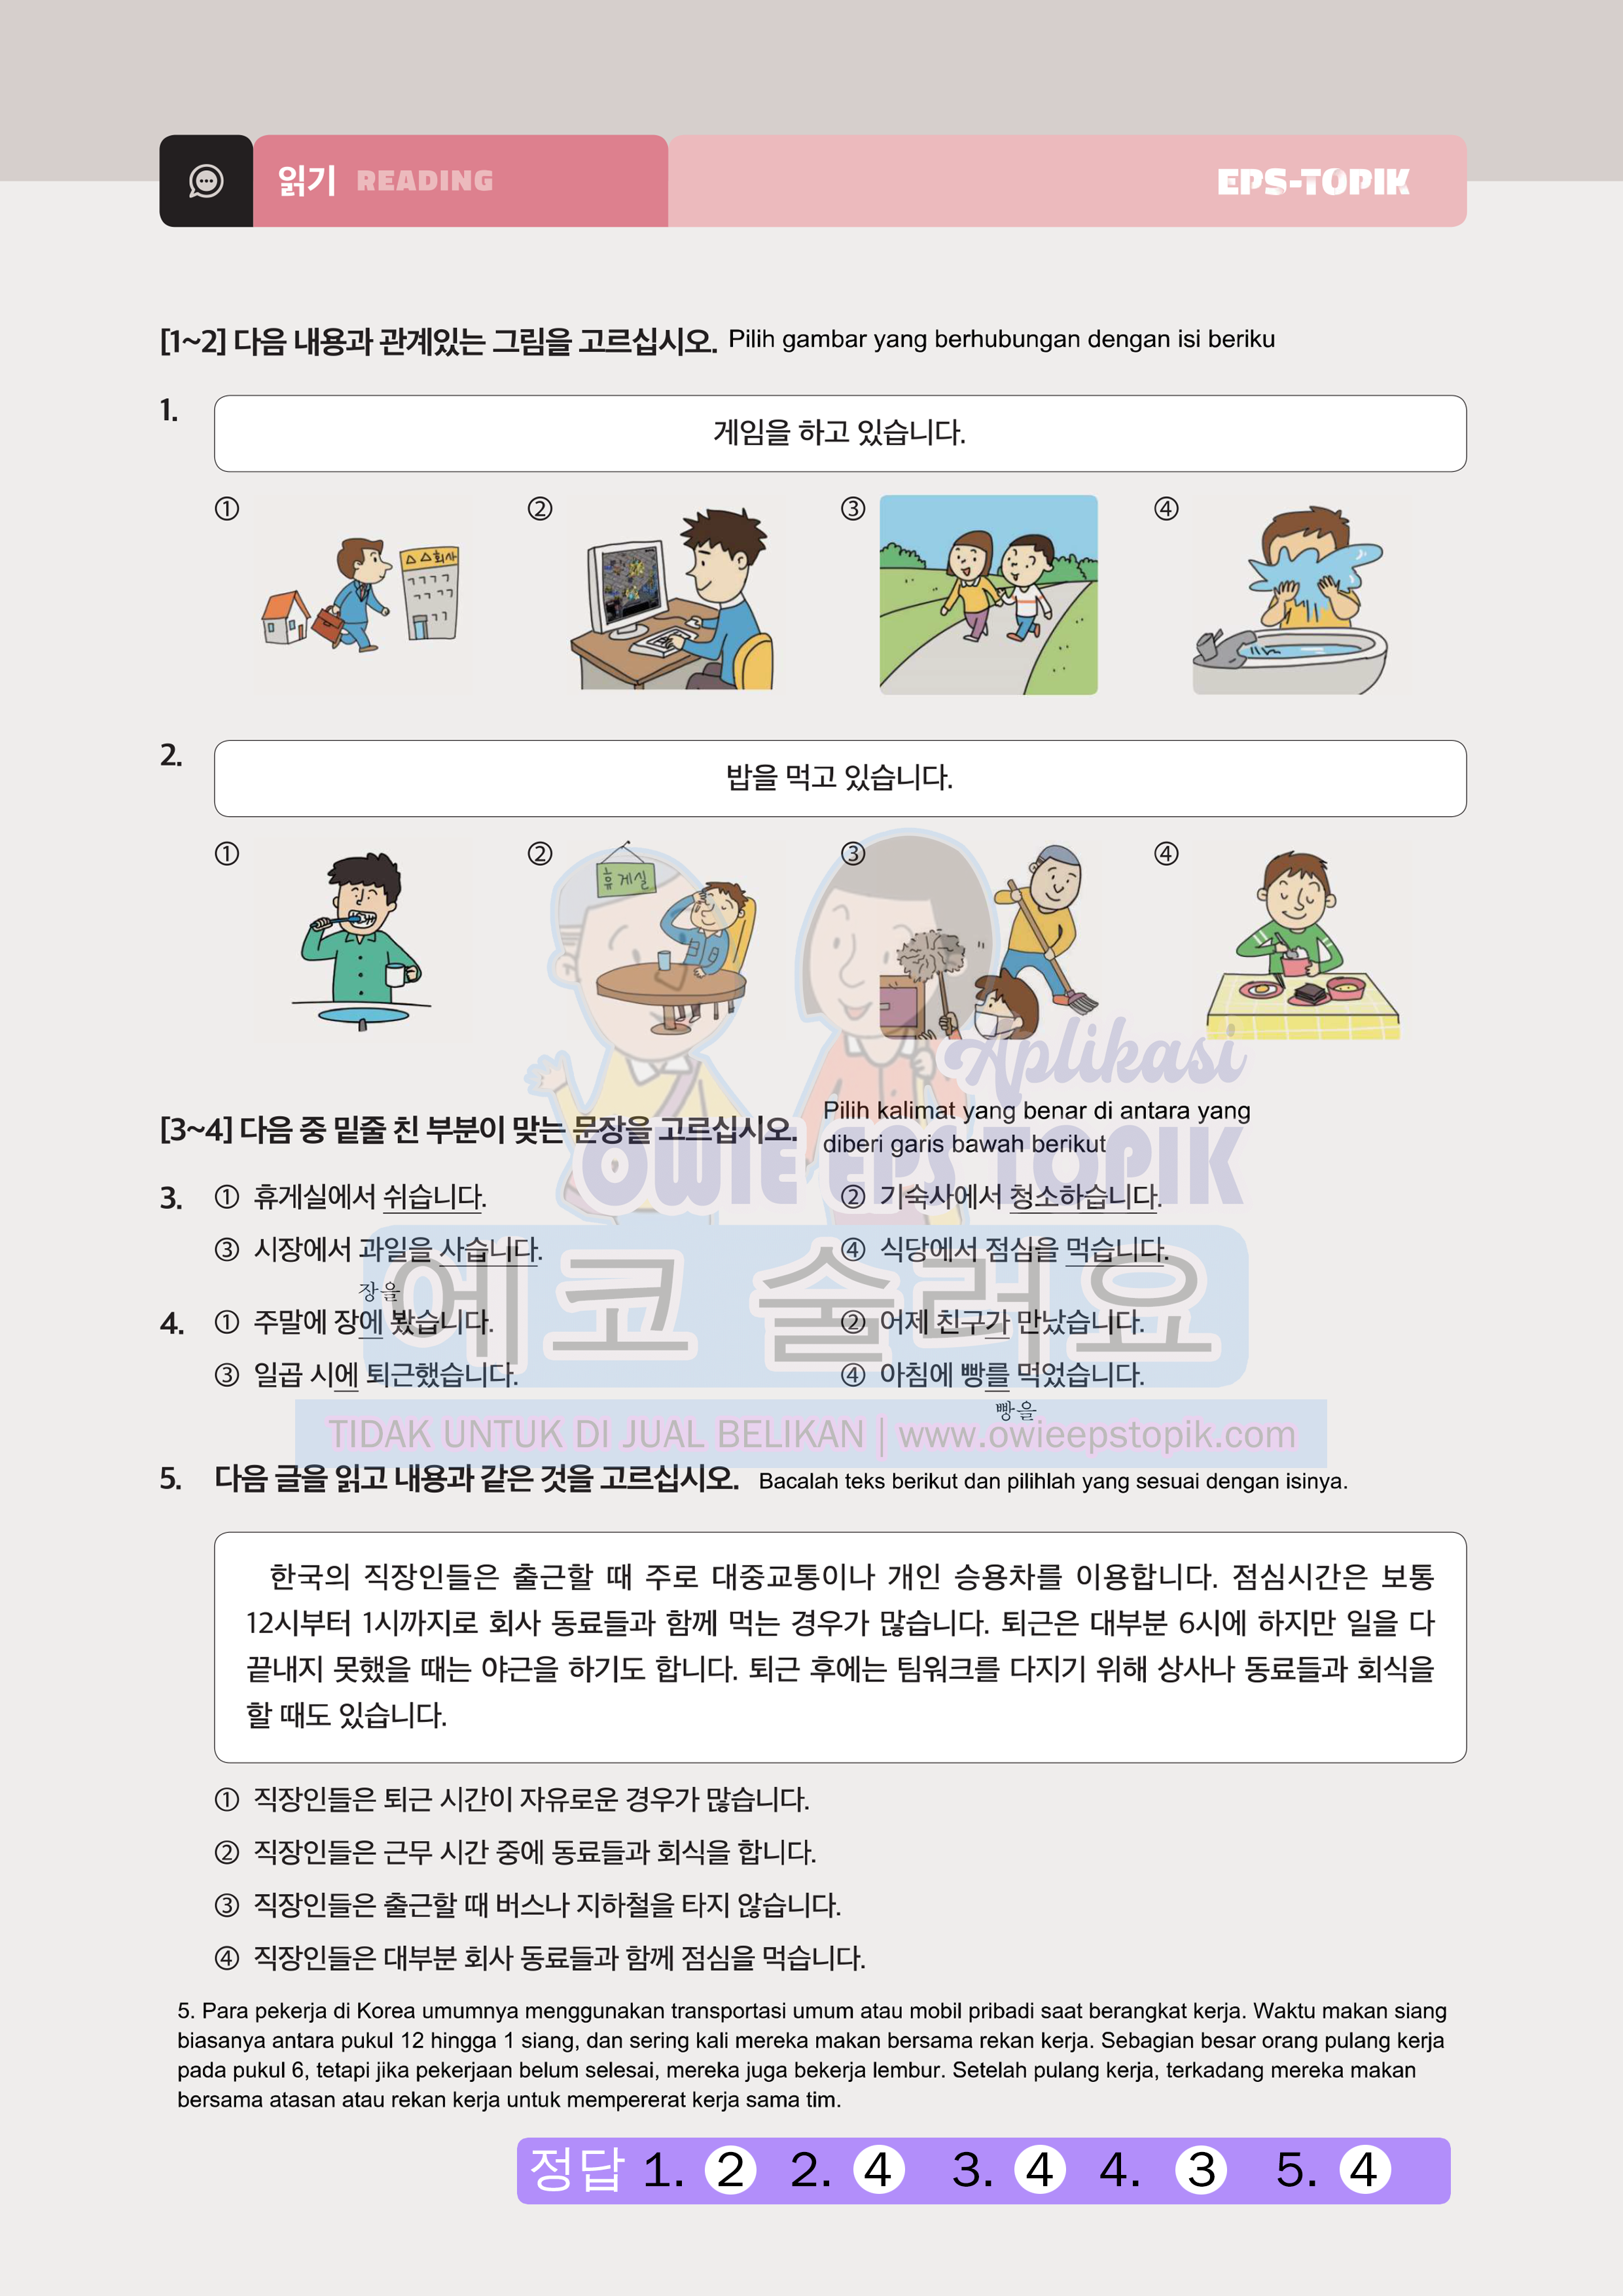 읽기 READING EPS-TOPIK
[1~2] 다음 내용과 관계있는 그림을 고르십시오. Pilih gambar yang berhubungan dengan isi beriku
1. 게임을 하고 있습니다.
① ② ③ ④
△△회사
2. 밥을 먹고 있습니다.
① ② ③ ④
휴게실
Aplikasi
[3~4] 다음 중 밑줄 친 부분이 맞는 문장을 고르십시오. Pilih kalimat yang benar di antara yang
diberi garis bawah berikut
OWIE EPS TOPIK
3. ① 휴게실에서 쉬습니다. ② 기숙사에서 청소하습니다.
③ 시장에서 과일을 사습니다. ④ 식당에서 점심을 먹습니다.
에코 술려요
장을
4. ① 주말에 장에 봤습니다. ② 어제 친구가 만났습니다.
③ 일곱 시에 퇴근했습니다. ④ 아침에 빵를 먹었습니다.
빵을
TIDAK UNTUK DI JUAL BELIKAN | www.owieepstopik.com
5. 다음 글을 읽고 내용과 같은 것을 고르십시오. Bacalah teks berikut dan pilihlah yang sesuai dengan isinya.
한국의 직장인들은 출근할 때 주로 대중교통이나 개인 승용차를 이용합니다. 점심시간은 보통
12시부터 1시까지로 회사 동료들과 함께 먹는 경우가 많습니다. 퇴근은 대부분 6시에 하지만 일을 다
끝내지 못했을 때는 야근을 하기도 합니다. 퇴근 후에는 팀워크를 다지기 위해 상사나 동료들과 회식을
할 때도 있습니다.
① 직장인들은 퇴근 시간이 자유로운 경우가 많습니다.
② 직장인들은 근무 시간 중에 동료들과 회식을 합니다.
③ 직장인들은 출근할 때 버스나 지하철을 타지 않습니다.
④ 직장인들은 대부분 회사 동료들과 함께 점심을 먹습니다.
5. Para pekerja di Korea umumnya menggunakan transportasi umum atau mobil pribadi saat berangkat kerja. Waktu makan siang
biasanya antara pukul 12 hingga 1 siang, dan sering kali mereka makan bersama rekan kerja. Sebagian besar orang pulang kerja
pada pukul 6, tetapi jika pekerjaan belum selesai, mereka juga bekerja lembur. Setelah pulang kerja, terkadang mereka makan
bersama atasan atau rekan kerja untuk mempererat kerja sama tim.
정답 1. 2 2. 4 3. 4 4. 3 5. 4